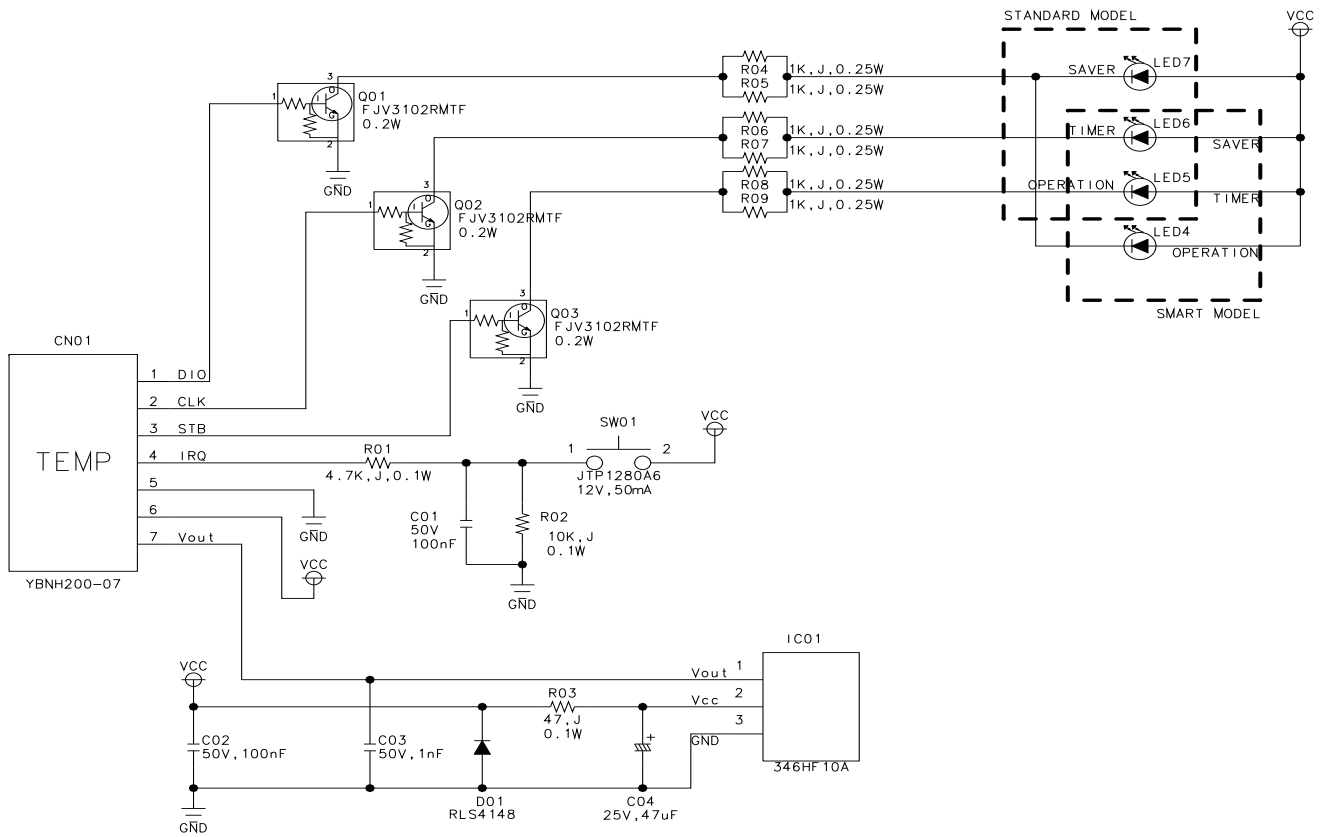 STANDARD MODEL
VCC
SAVER
LED7
TIMER
LED6
SAVER
OPERATION
LED5
TIMER
LED4
OPERATION
SMART MODEL
R04
1K,J,0.25W
R05
1K,J,0.25W
R06
1K,J,0.25W
R07
1K,J,0.25W
R08
1K,J,0.25W
R09
1K,J,0.25W
3
1
Q01
FJV3102RMTF
0.2W
O
I
G
2
GND
3
1
Q02
FJV3102RMTF
0.2W
O
I
G
2
GND
3
1
Q03
FJV3102RMTF
0.2W
O
I
G
2
GND
CN01
TEMP
1 DIO
2 CLK
3 STB
4 IRQ
5
6
7 Vout
YBNH200-07
GND
VCC
R01
4.7K,J,0.1W
C01
50V
100nF
R02
10K,J
0.1W
GND
SW01
1 2
JTP1280A6
12V,50mA
VCC
IC01
Vout 1
Vcc 2
3
GND
346HF10A
VCC
C02
50V,100nF
GND
C03
50V,1nF
D01
RLS4148
R03
47,J
0.1W
+
C04
25V,47uF